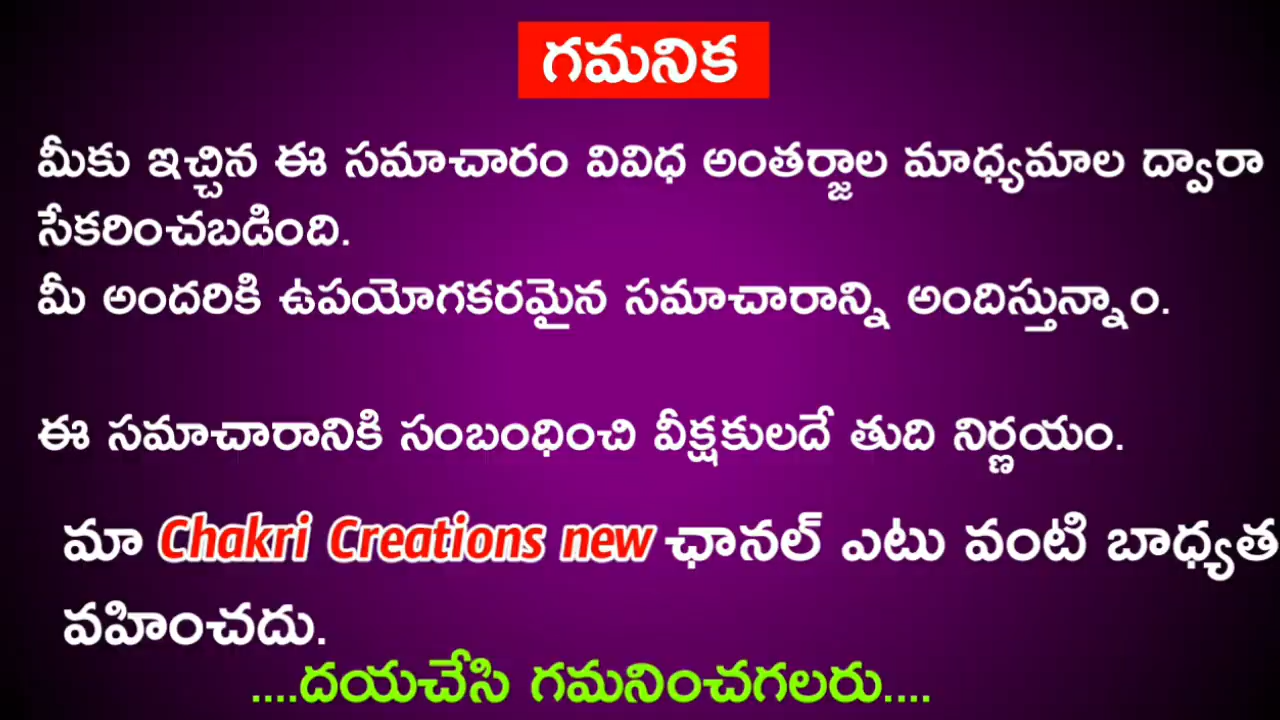 గమనిక
మీకు ఇచ్చిన ఈ సమాచారం వివిధ అంతర్జాల మాధ్యమాల ద్వారా
సేకరించబడింది.
మీ అందరికి ఉపయోగకరమైన సమాచారాన్ని అందిస్తున్నాం.
ఈ సమాచారానికి సంబంధించి వీక్షకులదే తుది నిర్ణయం.
మా Chakri Creations new ఛానల్ ఎటు వంటి బాధ్యత
వహించదు.
....దయచేసి గమనించగలరు....